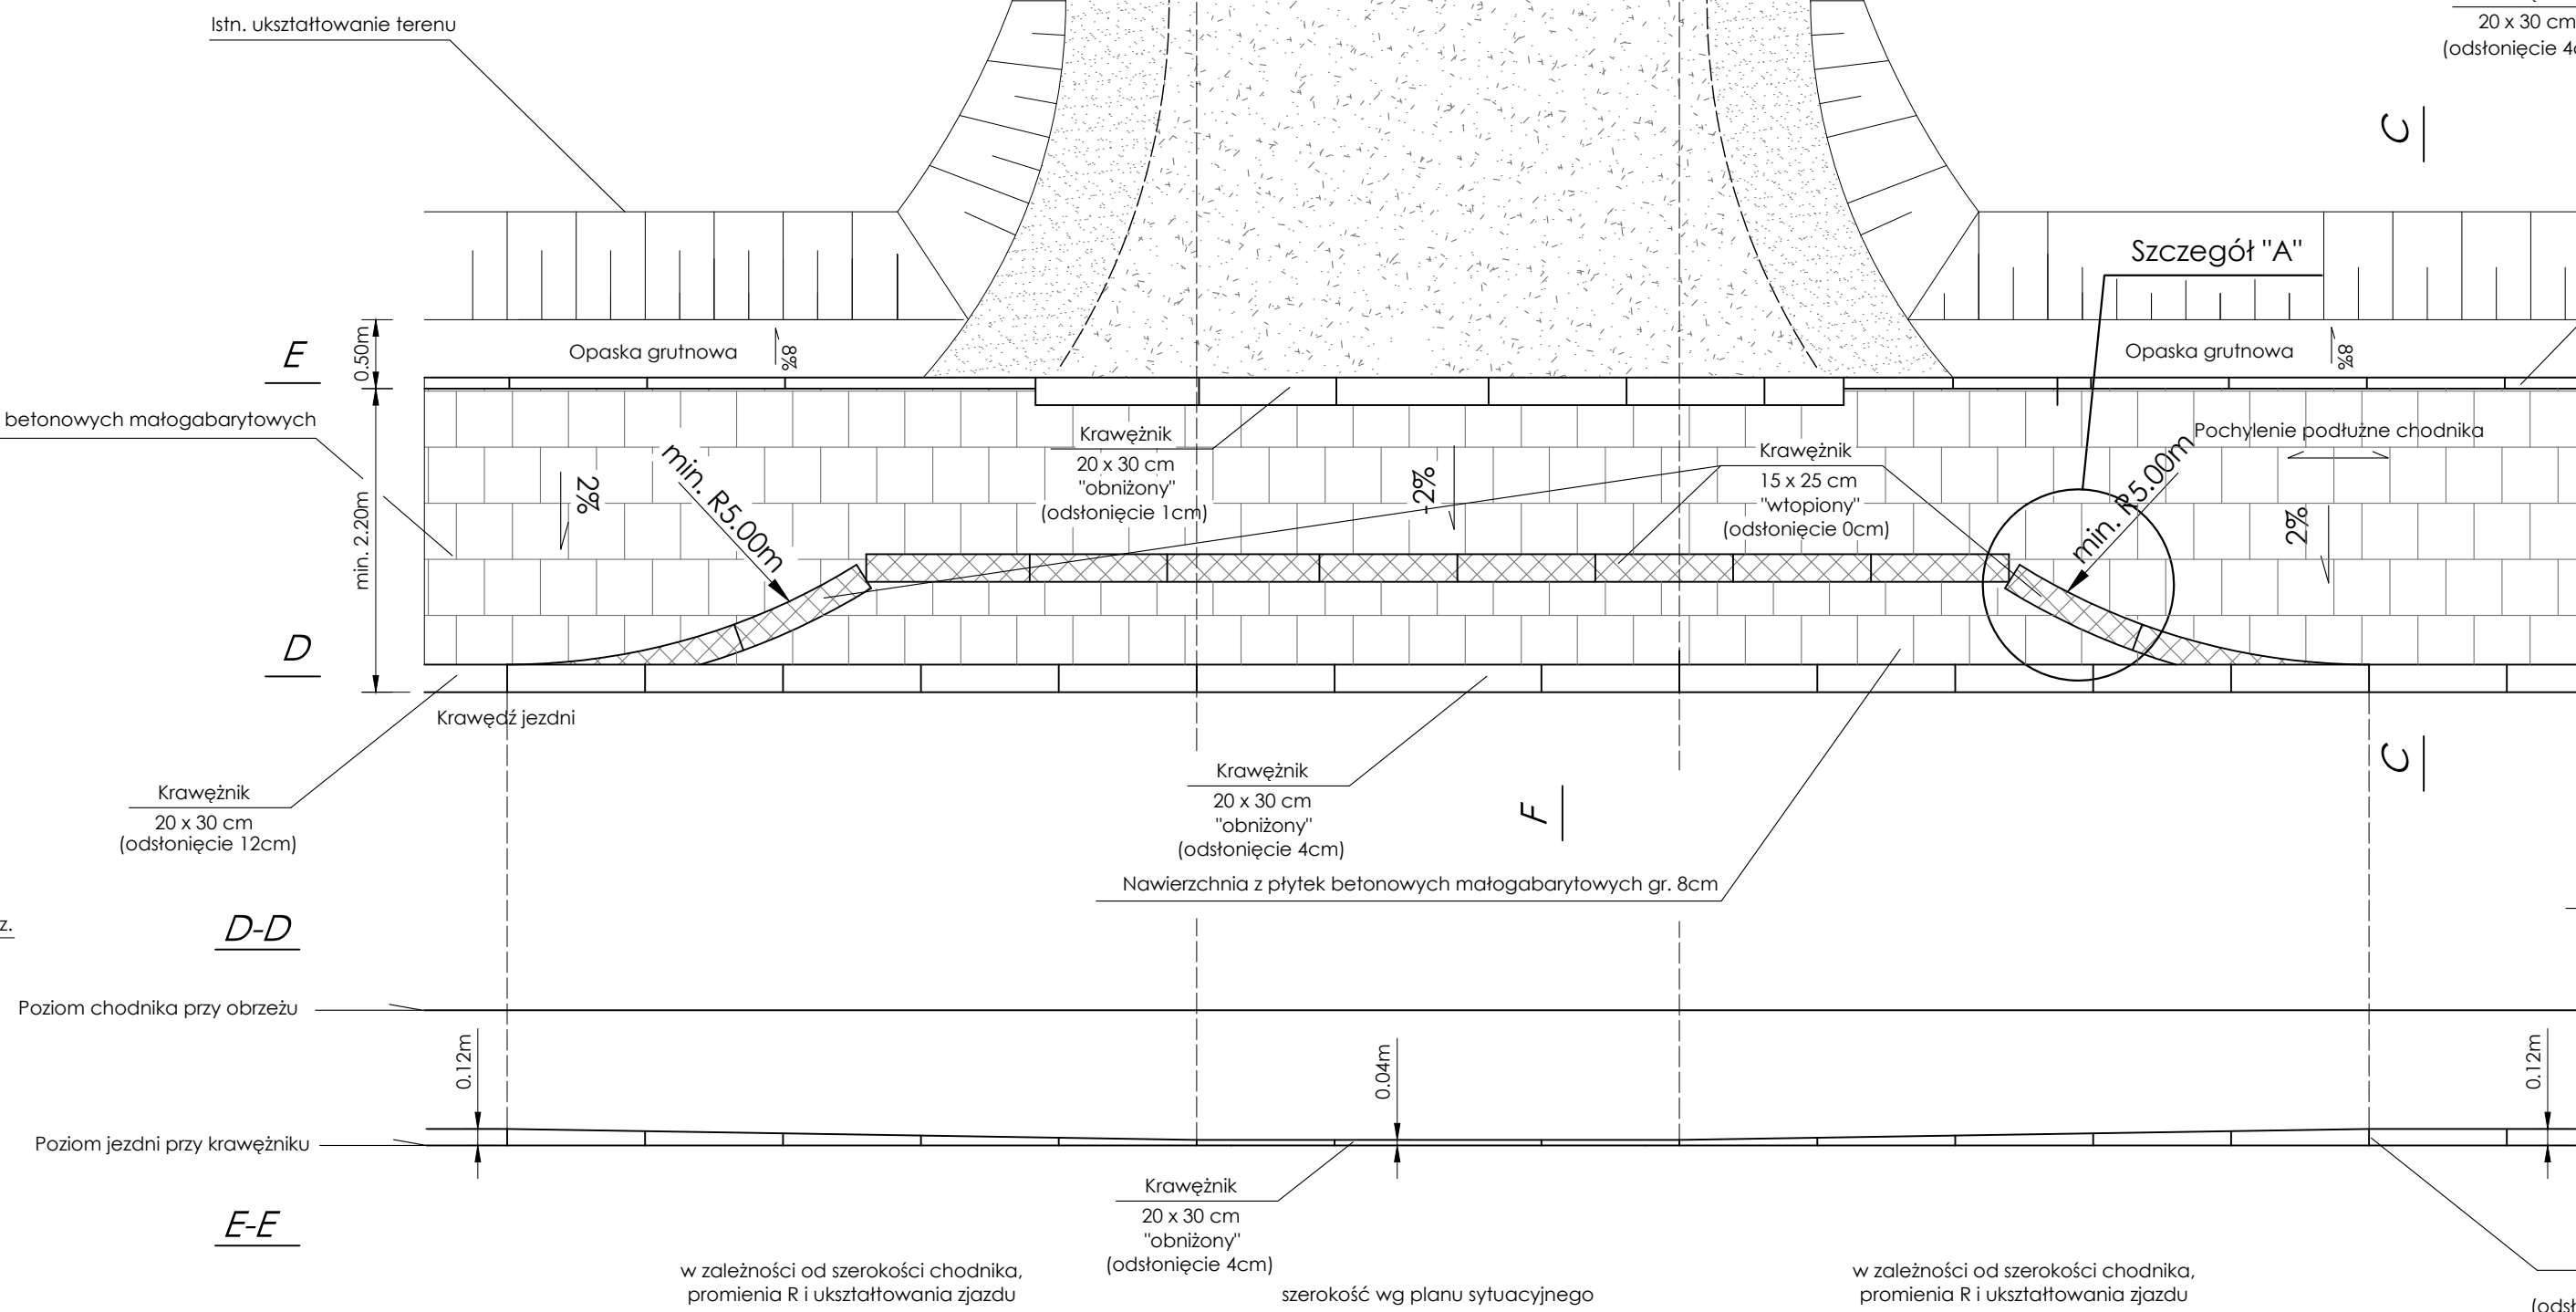 Istn. ukształtowanie terenu
20 x 30 cm
(odsłonięcie
C
Szczegół "A"
E
0.50m
Opaska grutnowa
8%
Opaska grutnowa
8%
betonowych małogabarytowych
min. 2.20m
2%
min. R5.00m
Krawężnik
20 x 30 cm
"obniżony"
(odsłonięcie 1cm)
-2%
Krawężnik
15 x 25 cm
"wtopiony"
(odsłonięcie 0cm)
Pochylenie podłużne chodnika
min. R5.00m
2%
D
Krawędź jezdni
C
Krawężnik
20 x 30 cm
(odsłonięcie 12cm)
Krawężnik
20 x 30 cm
"obniżony"
(odsłonięcie 4cm)
F
Nawierzchnia z płytek betonowych małogabarytowych gr. 8cm
z.
D-D
Poziom chodnika przy obrzeżu
0.12m
0.04m
0.12m
Poziom jezdni przy krawężniku
Krawężnik
20 x 30 cm
"obniżony"
(odsłonięcie 4cm)
E-E
w zależności od szerokości chodnika,
promienia R i ukształtowania zjazdu
szerokość wg planu sytuacyjnego
w zależności od szerokości chodnika,
promienia R i ukształtowania zjazdu